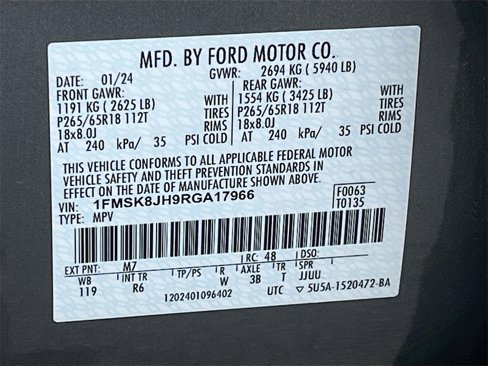 MFD. BY FORD MOTOR CO.
DATE: 01/24 GVWR: 2694 KG ( 5940 LB)
FRONT GAWR: REAR GAWR:
1191 KG ( 2625 LB) WITH 1554 KG ( 3425 LB) WITH
P265/65R18 112T TIRES P265/65R18 112T TIRES
18x8.0J RIMS 18x8.0J RIMS
AT 240 kPa/ 35 PSI COLD AT 240 kPa/ 35 PSI COLD
THIS VEHICLE CONFORMS TO ALL APPLICABLE FEDERAL MOTOR
VEHICLE SAFETY AND THEFT PREVENTION STANDARDS IN
EFFECT ON THE DATE OF MANUFACTURE SHOWN ABOVE.
VIN: 1FMSK8JH9RGA17966 F0063
TYPE: MPV T0135
EXT PNT: M7 RC: 48 DSO:
WB INT TR TP/PS R AXLE TR SPR
119 R6 W 3B T JJUU
1202401096402 UTC ▽ 5U5A-1520472-BA